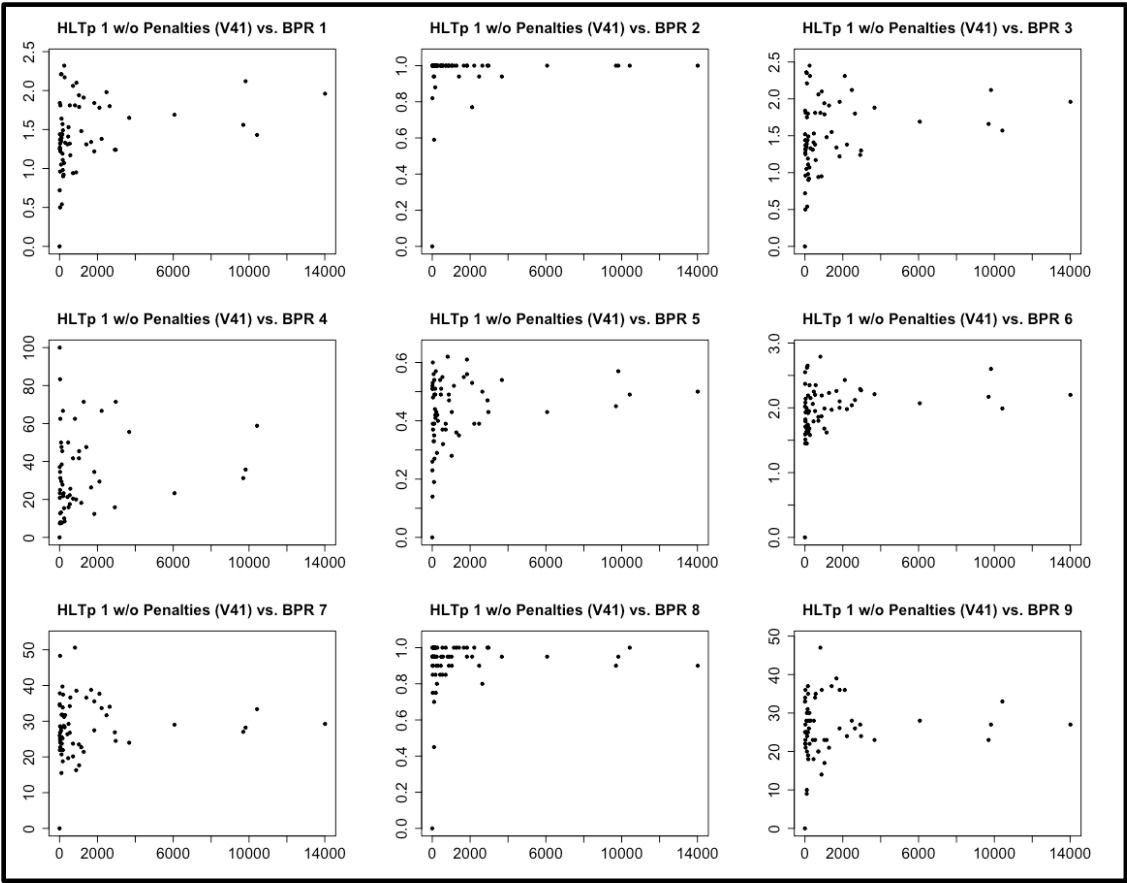 HLTp 1 w/o Penalties (V41) vs. BPR 1
0.0 0.5 1.0 1.5 2.0 2.5
0 2000 6000 10000 14000
HLTp 1 w/o Penalties (V41) vs. BPR 2
0.0 0.2 0.4 0.6 0.8 1.0
0 2000 6000 10000 14000
HLTp 1 w/o Penalties (V41) vs. BPR 3
0.0 0.5 1.0 1.5 2.0 2.5
0 2000 6000 10000 14000
HLTp 1 w/o Penalties (V41) vs. BPR 4
0 20 40 60 80 100
0 2000 6000 10000 14000
HLTp 1 w/o Penalties (V41) vs. BPR 5
0.0 0.2 0.4 0.6
0 2000 6000 10000 14000
HLTp 1 w/o Penalties (V41) vs. BPR 6
0.0 1.0 2.0 3.0
0 2000 6000 10000 14000
HLTp 1 w/o Penalties (V41) vs. BPR 7
0 10 20 30 40 50
0 2000 6000 10000 14000
HLTp 1 w/o Penalties (V41) vs. BPR 8
0.0 0.2 0.4 0.6 0.8 1.0
0 2000 6000 10000 14000
HLTp 1 w/o Penalties (V41) vs. BPR 9
0 10 20 30 40 50
0 2000 6000 10000 14000